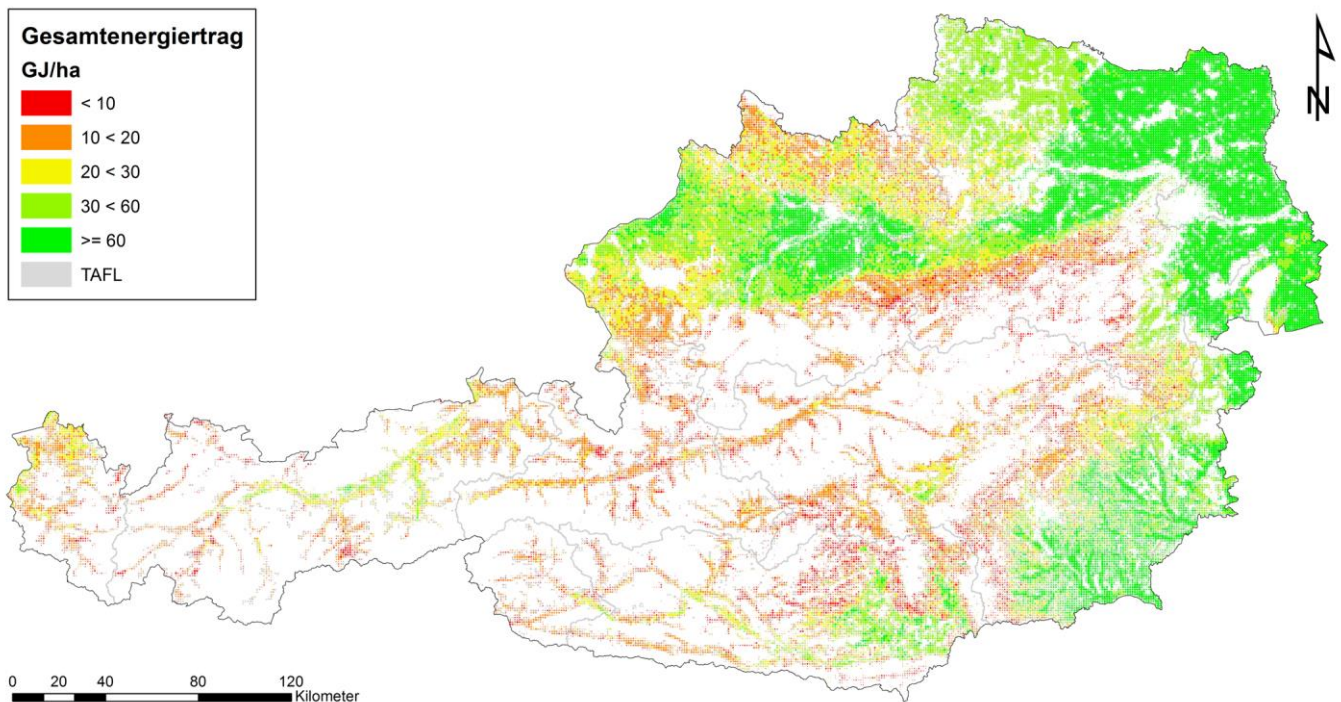 Gesamtenergiertrag
GJ/ha
< 10
10 < 20
20 < 30
30 < 60
>= 60
TAFL
N
0 20 40 80 120
Kilometer